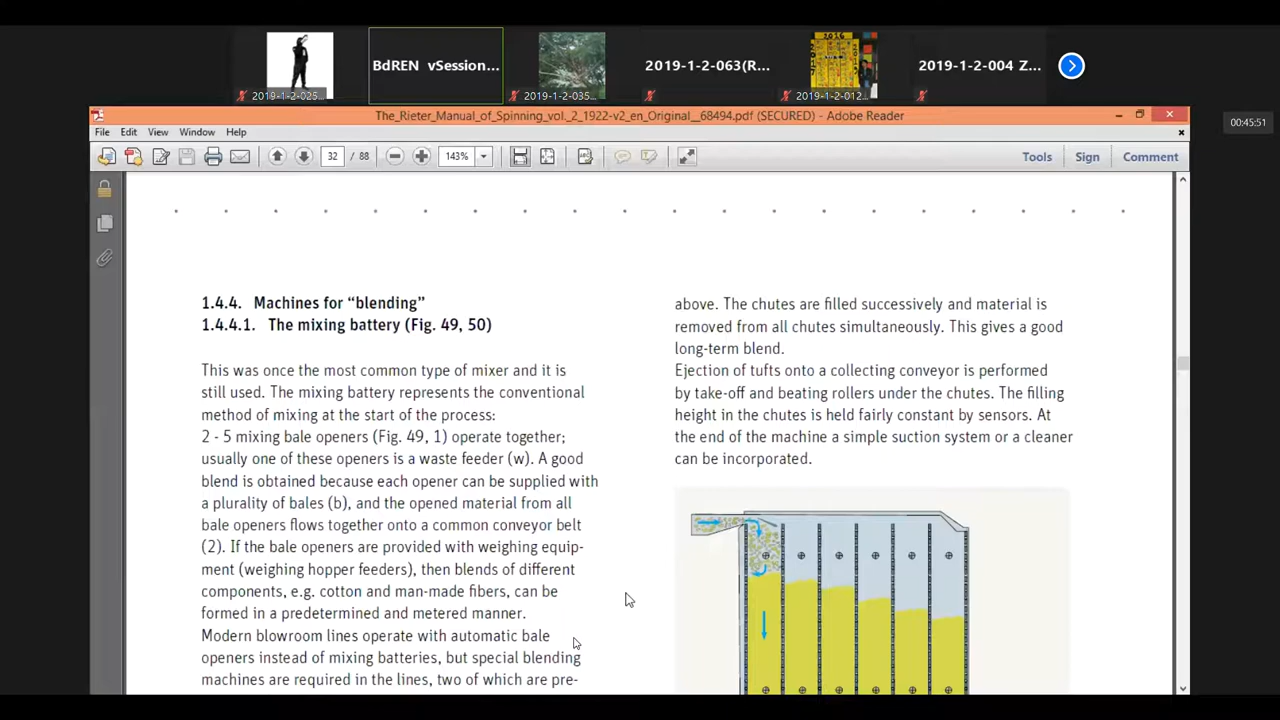 BdREN vSession...
2019-1-2-063(R...
2019-1-2-004 Z...
2019-1-2-025...
2019-1-2-035...
2019-1-2-012...
00:45:51
The_Rieter_Manual_of_Spinning_vol._2_1922-v2_en_Original__68494.pdf (SECURED) - Adobe Reader
File Edit View Window Help
32 / 88 143% Tools Sign Comment
1.4.4. Machines for “blending”
1.4.4.1. The mixing battery (Fig. 49, 50)
This was once the most common type of mixer and it is
still used. The mixing battery represents the conventional
method of mixing at the start of the process:
2 - 5 mixing bale openers (Fig. 49, 1) operate together;
usually one of these openers is a waste feeder (w). A good
blend is obtained because each opener can be supplied with
a plurality of bales (b), and the opened material from all
bale openers flows together onto a common conveyor belt
(2). If the bale openers are provided with weighing equip-
ment (weighing hopper feeders), then blends of different
components, e.g. cotton and man-made fibers, can be
formed in a predetermined and metered manner.
Modern blowroom lines operate with automatic bale
openers instead of mixing batteries, but special blending
machines are required in the lines, two of which are pre-
above. The chutes are filled successively and material is
removed from all chutes simultaneously. This gives a good
long-term blend.
Ejection of tufts onto a collecting conveyor is performed
by take-off and beating rollers under the chutes. The filling
height in the chutes is held fairly constant by sensors. At
the end of the machine a simple suction system or a cleaner
can be incorporated.